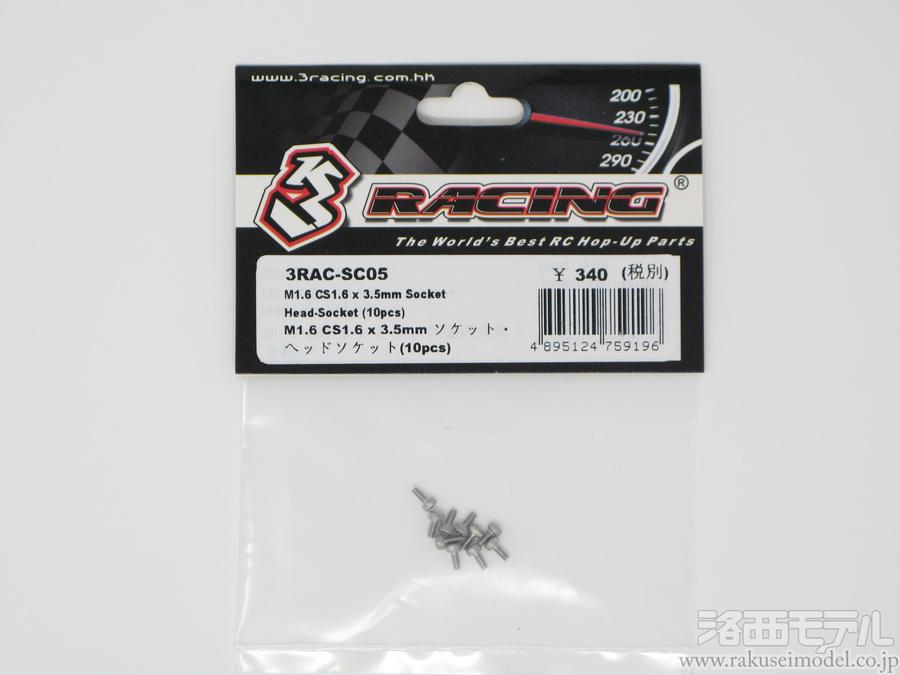 www.3racing.com.hk
200
230
260
290
3 RACING®
The World's Best RC Hop-Up Parts
3RAC-SC05
¥ 340 (税別)
M1.6 CS1.6 x 3.5mm Socket
Head-Socket (10pcs)
M1.6 CS1.6 x 3.5mm ソケット・
ヘッドソケット(10pcs)
4 895124 759196
洛西モデル
www.rakuseimodel.co.jp